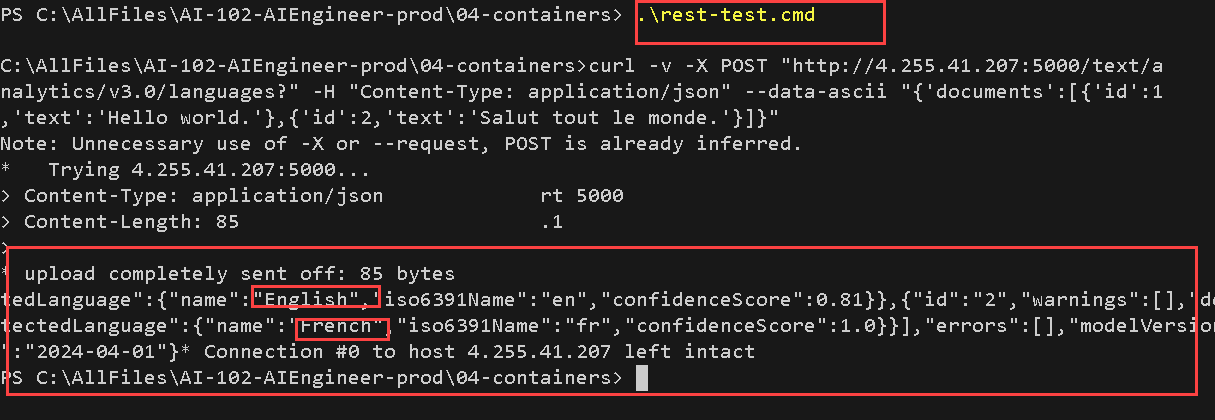 PS C:\AllFiles\AI-102-AIEngineer-prod\04-containers> .\rest-test.cmd
C:\AllFiles\AI-102-AIEngineer-prod\04-containers>curl -v -X POST "http://4.255.41.207:5000/text/a
nalytics/v3.0/languages?" -H "Content-Type: application/json" --data-ascii "{'documents':[{'id':1
,'text':'Hello world.'},{'id':2,'text':'Salut tout le monde.'}]}"
Note: Unnecessary use of -X or --request, POST is already inferred.
*   Trying 4.255.41.207:5000...
> Content-Type: application/json             rt 5000
> Content-Length: 85                         .1
>
* upload completely sent off: 85 bytes
tedLanguage":{"name":"English","iso6391Name":"en","confidenceScore":0.81}},{"id":"2","warnings":[],"de
tectedLanguage":{"name":"French","iso6391Name":"fr","confidenceScore":1.0}}],"errors":[],"modelVersion
":"2024-04-01"}* Connection #0 to host 4.255.41.207 left intact
PS C:\AllFiles\AI-102-AIEngineer-prod\04-containers>